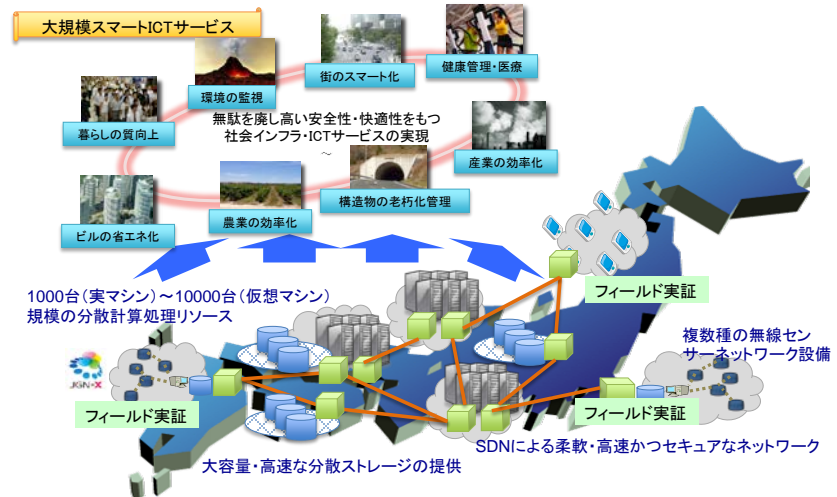 大規模スマートICTサービス
環境の監視
街のスマート化
健康管理・医療
暮らしの質向上
無駄を廃し高い安全性・快適性をもつ
社会インフラ・ICTサービスの実現
～
産業の効率化
ビルの省エネ化
農業の効率化
構造物の老朽化管理
1000台(実マシン)～10000台(仮想マシン)
規模の分散計算処理リソース
フィールド実証
複数種の無線セン
サーネットワーク設備
JGN-X
フィールド実証
フィールド実証
SDNによる柔軟・高速かつセキュアなネットワーク
大容量・高速な分散ストレージの提供